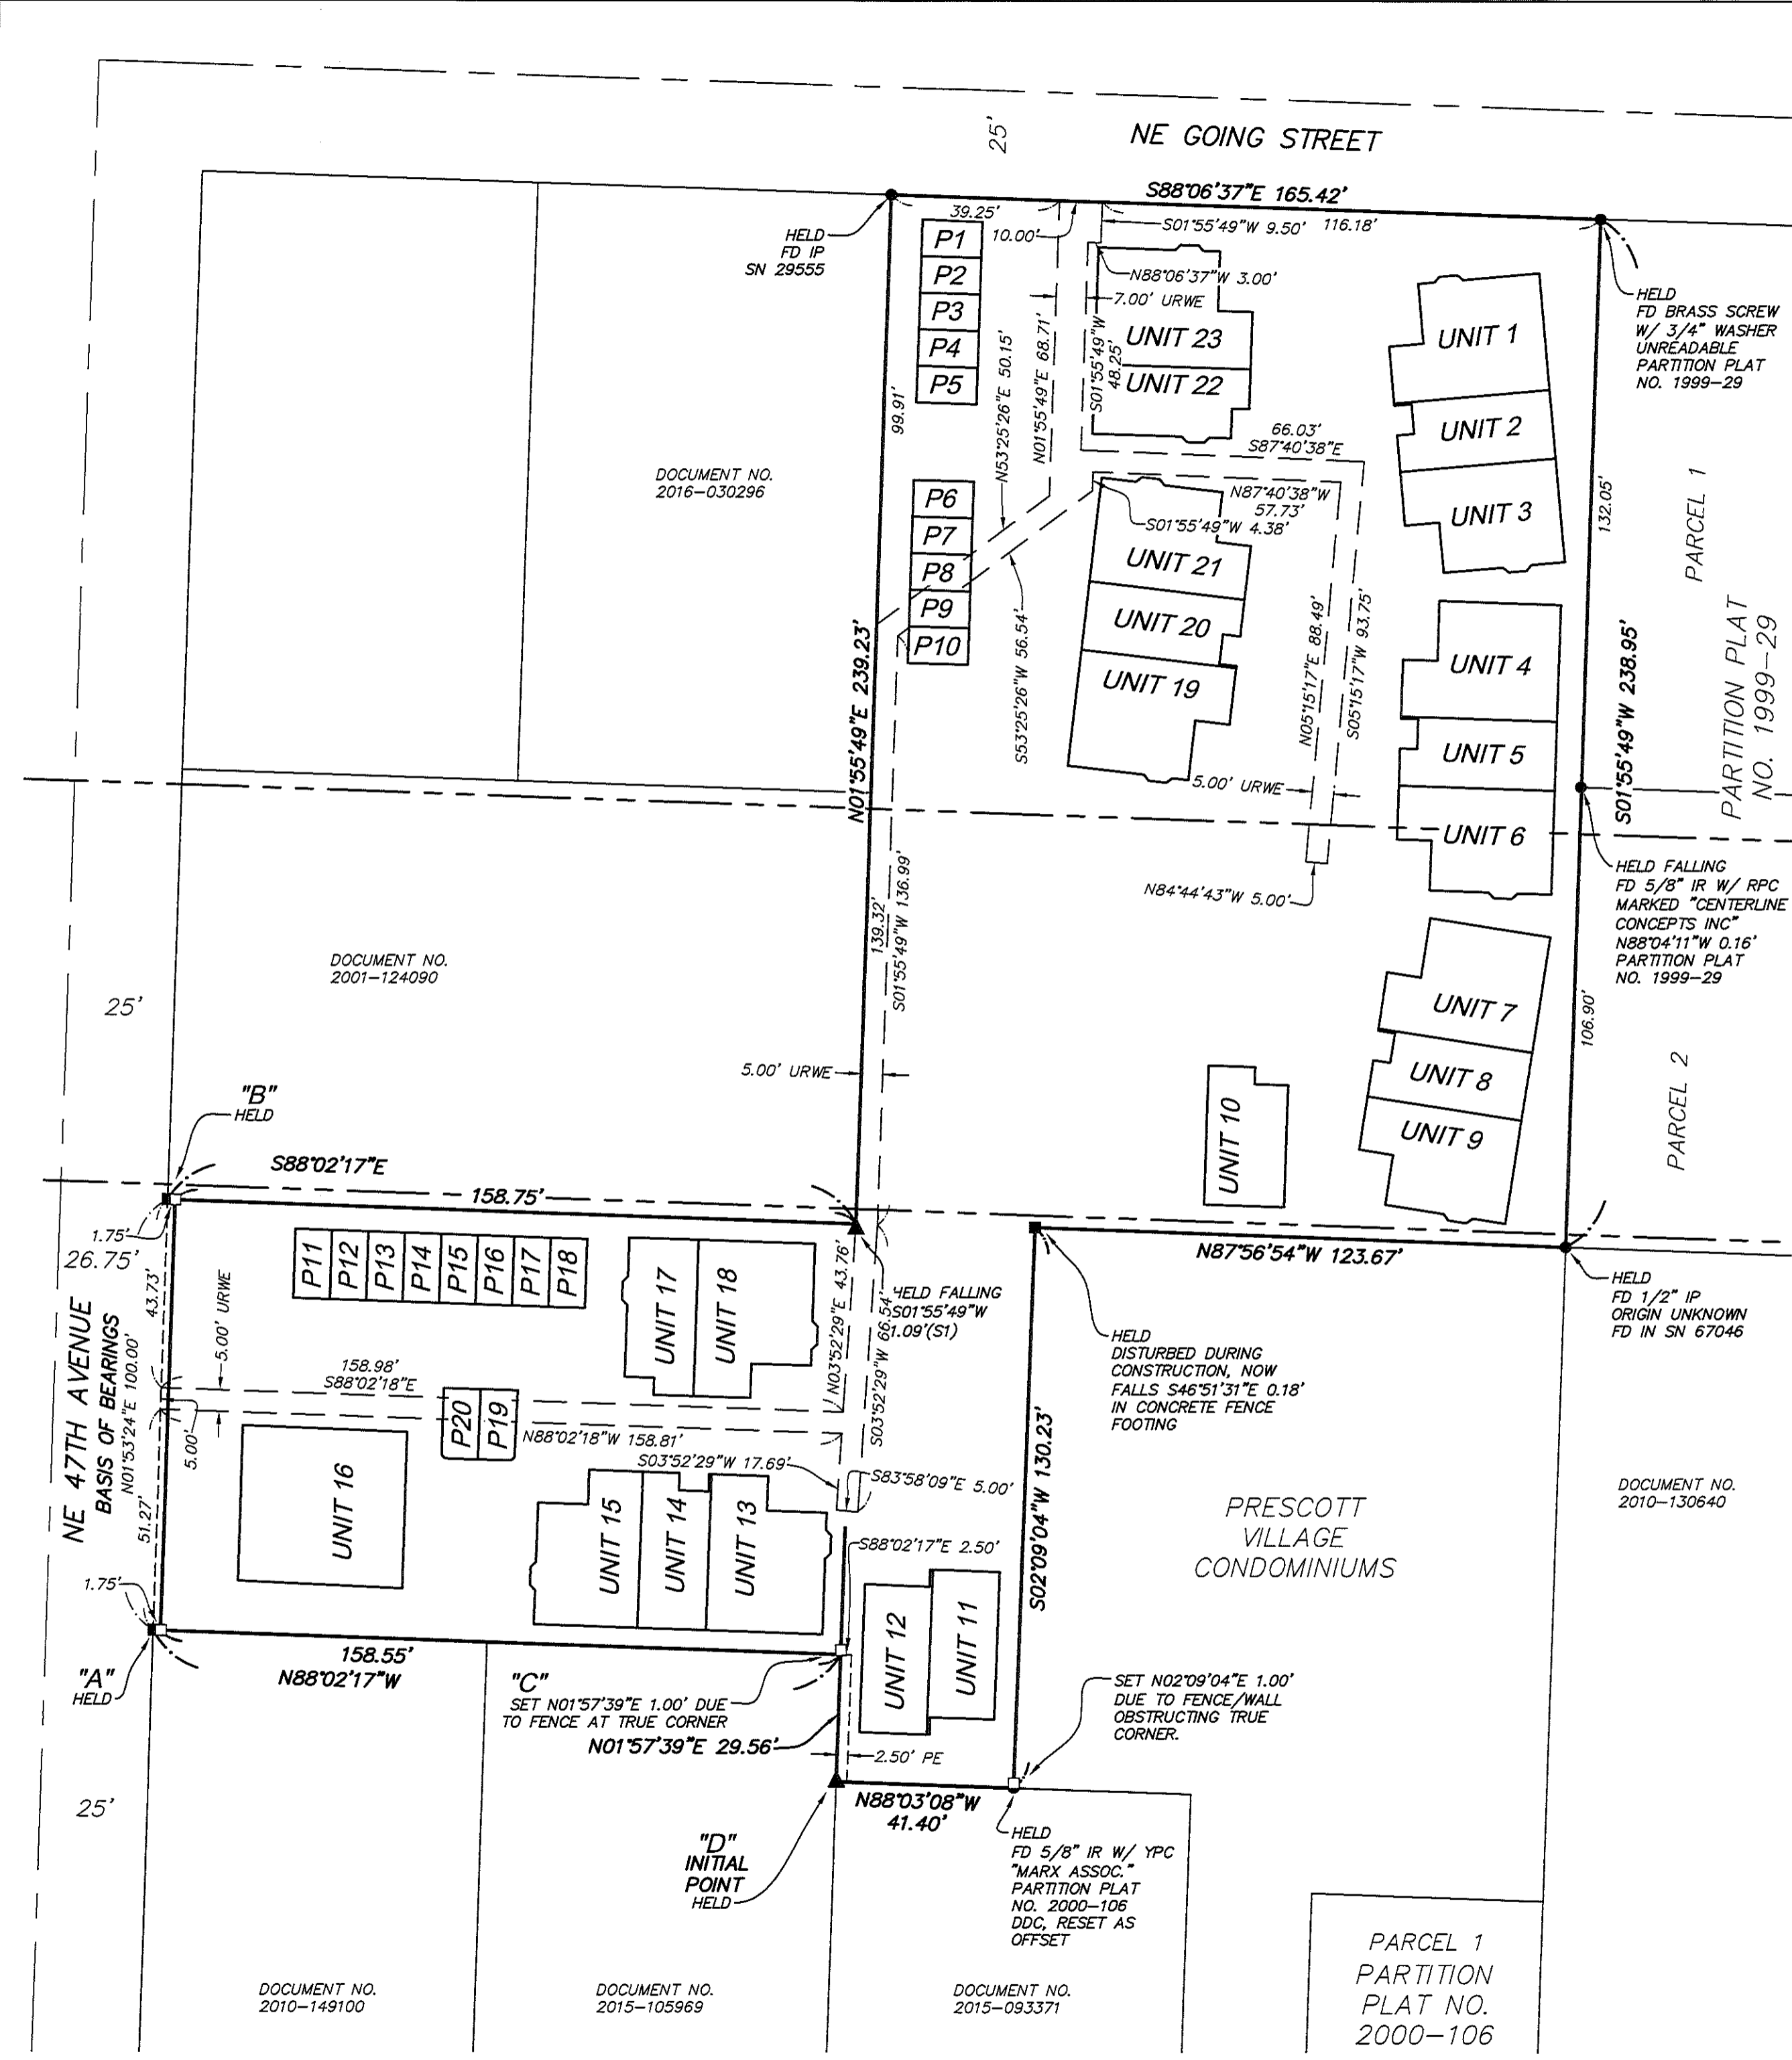 25'
NE GOING STREET
S88°06'37"E 165.42'
39.25'
10.00'
S01°55'49"W 9.50'
116.18'
HELD
FD IP
SN 29555
P1
P2
P3
P4
P5
N88°06'37"W 3.00'
7.00' URWE
UNIT 23
UNIT 22
S01°55'49"W
48.25'
N01°55'49"E 68.71'
N53°25'26"E 50.15'
99.91'
UNIT 1
UNIT 2
UNIT 3
HELD
FD BRASS SCREW
W/ 3/4" WASHER
UNREADABLE
PARTITION PLAT
NO. 1999-29
66.03'
S87°40'38"E
DOCUMENT NO.
2016-030296
P6
P7
P8
P9
P10
N87°40'38"W
57.73'
S01°55'49"W 4.38'
UNIT 21
UNIT 20
UNIT 19
S53°25'26"W 56.54'
N05°15'17"E 88.49'
S05°15'17"W 93.75'
5.00' URWE
132.05'
PARCEL 1
PARTITION PLAT
NO. 1999-29
S01°55'49"W 238.95'
N01°55'49"E 239.23'
UNIT 4
UNIT 5
UNIT 6
N84°44'43"W 5.00'
HELD FALLING
FD 5/8" IR W/ RPC
MARKED "CENTERLINE
CONCEPTS INC"
N88°04'11"W 0.16'
PARTITION PLAT
NO. 1999-29
139.32'
S01°55'49"W 136.99'
DOCUMENT NO.
2001-124090
25'
5.00' URWE
UNIT 7
UNIT 8
UNIT 9
UNIT 10
106.90'
PARCEL 2
"B"
HELD
S88°02'17"E
158.75'
1.75'
26.75'
N87°56'54"W 123.67'
P11
P12
P13
P14
P15
P16
P17
P18
UNIT 17
UNIT 18
N03°52'29"E 43.76'
S03°52'29"W 66.54'
HELD FALLING
S01°55'49"W
1.09'(S1)
HELD
FD 1/2" IP
ORIGIN UNKNOWN
FD IN SN 67046
HELD
DISTURBED DURING
CONSTRUCTION, NOW
FALLS S46°51'31"E 0.18'
IN CONCRETE FENCE
FOOTING
NE 47TH AVENUE
BASIS OF BEARINGS
N01°53'24"E 100.00'
43.73'
5.00' URWE
158.98'
S88°02'18"E
5.00'
51.27'
P20
P19
N88°02'18"W 158.81'
S03°52'29"W 17.69'
S83°58'09"E 5.00'
UNIT 16
UNIT 15
UNIT 14
UNIT 13
S88°02'17"E 2.50'
S02°09'04"W 130.23'
PRESCOTT
VILLAGE
CONDOMINIUMS
DOCUMENT NO.
2010-130640
1.75'
"A"
HELD
158.55'
N88°02'17"W
"C"
SET N01°57'39"E 1.00' DUE
TO FENCE AT TRUE CORNER
N01°57'39"E 29.56'
UNIT 12
UNIT 11
2.50' PE
SET N02°09'04"E 1.00'
DUE TO FENCE/WALL
OBSTRUCTING TRUE
CORNER.
25'
N88°03'08"W
41.40'
"D"
INITIAL
POINT
HELD
HELD
FD 5/8" IR W/ YPC
"MARX ASSOC."
PARTITION PLAT
NO. 2000-106
DDC, RESET AS
OFFSET
PARCEL 1
PARTITION
PLAT NO.
2000-106
DOCUMENT NO.
2010-149100
DOCUMENT NO.
2015-105969
DOCUMENT NO.
2015-093371